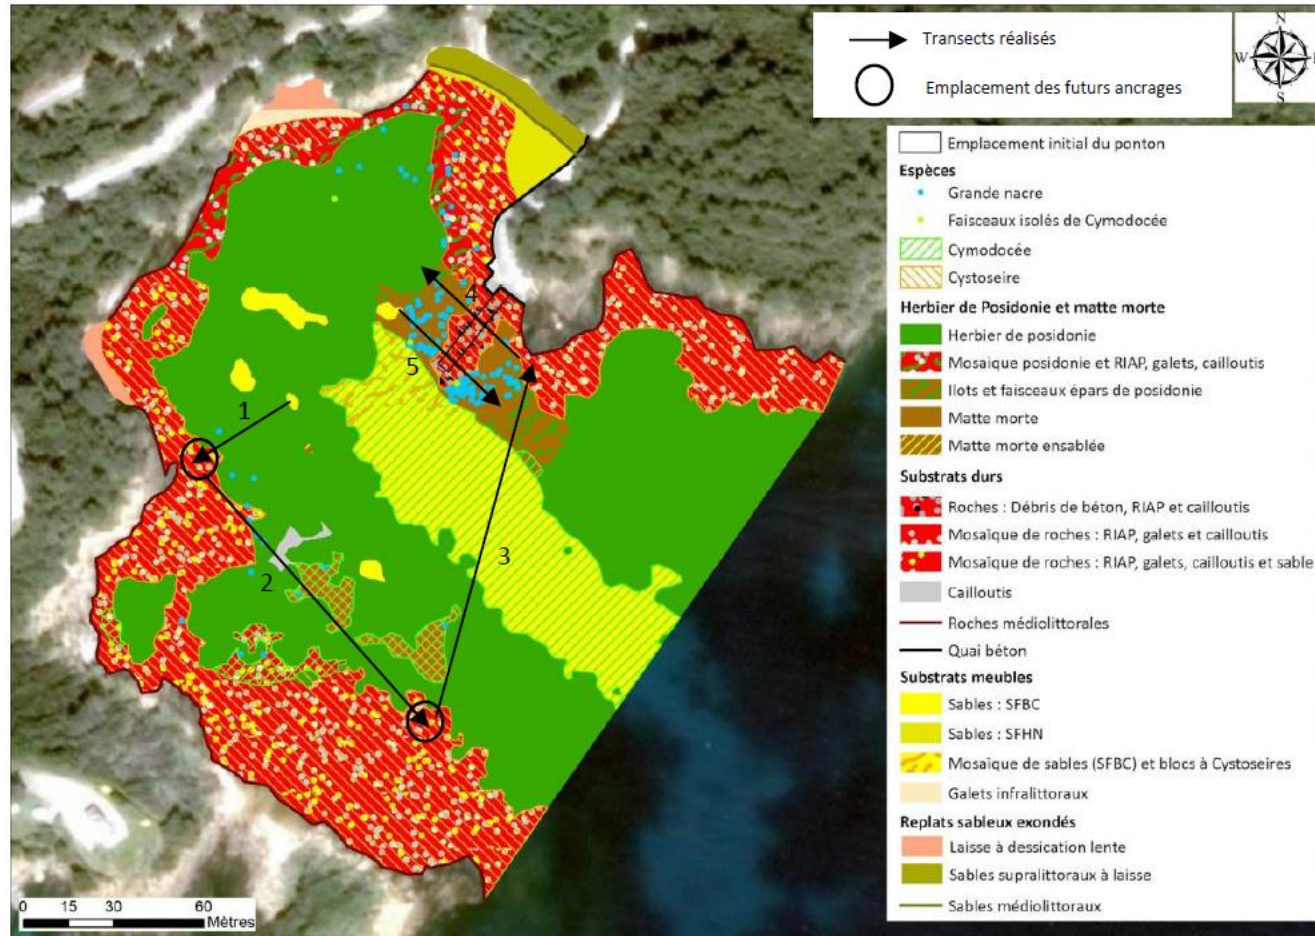 Transects réalisés
Emplacement des futurs ancrages
N
W
S
Emplacement initial du ponton
Espèces
Grande nacre
Faisceaux isolés de Cymodocée
Cymodocée
Cystoseire
Herbier de Posidonie et matte morte
Herbier de posidonie
Mosaïque posidonie et RIAP, galets, cailloutis
Ilots et faisceaux épars de posidonie
Matte morte
Matte morte ensablée
Substrats durs
Roches : Débris de béton, RIAP et cailloutis
Mosaïque de roches : RIAP, galets et cailloutis
Mosaïque de roches : RIAP, galets, cailloutis et sable
Cailloutis
Roches médiolittorales
Quai béton
Substrats meubles
Sables : SFBC
Sables : SFHN
Mosaïque de sables (SFBC) et blocs à Cystoseires
Galets infralittoraux
Replats sableux exondés
Laisse à dessication lente
Sables supralittoraux à laisse
Sables médiolittoraux
4
5
1
3
2
0 15 30 60
Mètres